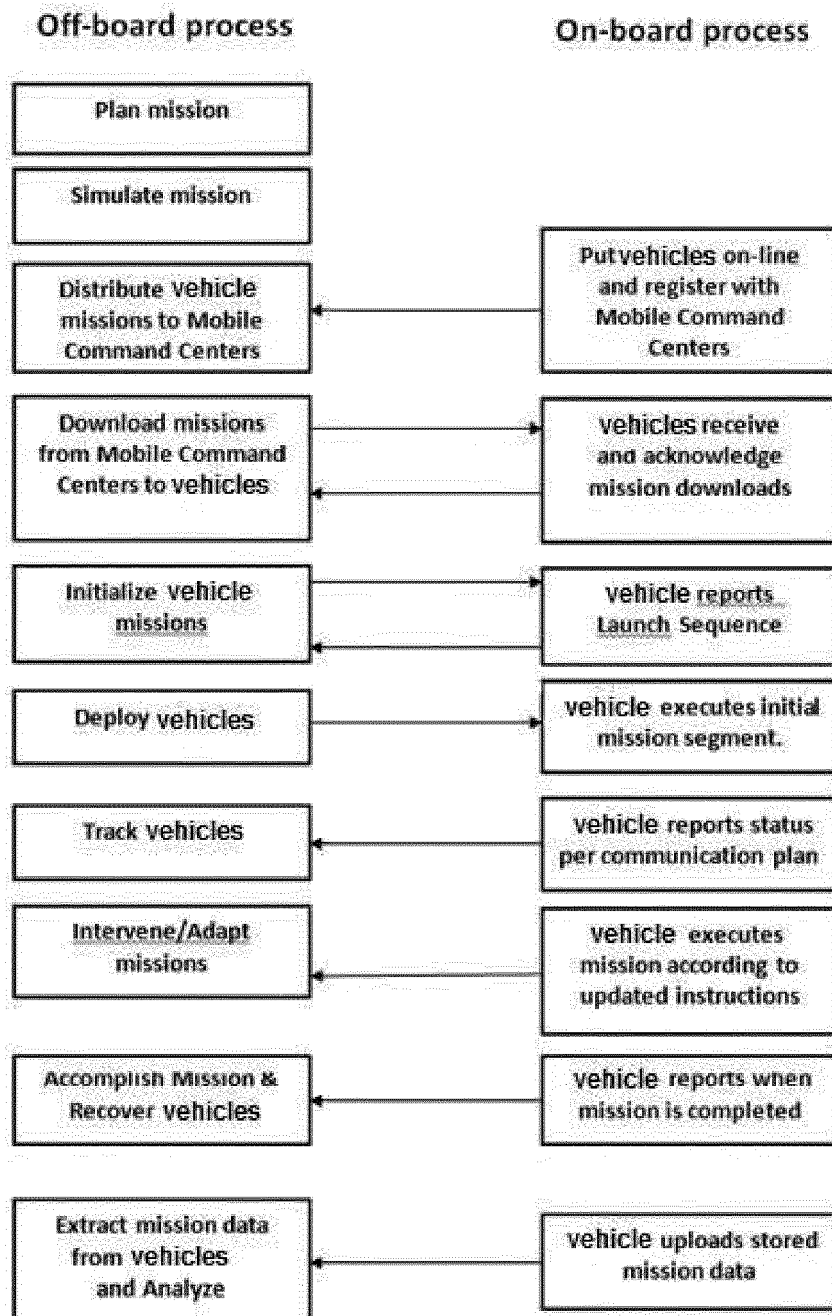 Off-board process
On-board process
Plan mission
Simulate mission
Distribute vehicle
missions to Mobile
Command Centers
Put vehicles on-line
and register with
Mobile Command
Centers
Download missions
from Mobile Command
Centers to vehicles
vehicles receive
and acknowledge
mission downloads
Initialize vehicle
missions
vehicle reports
Launch Sequence
Deploy vehicles
vehicle executes initial
mission segment.
Track vehicles
vehicle reports status
per communication plan
Intervene/Adapt
missions
vehicle executes
mission according to
updated instructions
Accomplish Mission &
Recover vehicles
vehicle reports when
mission is completed
Extract mission data
from vehicles
and Analyze
vehicle uploads stored
mission data